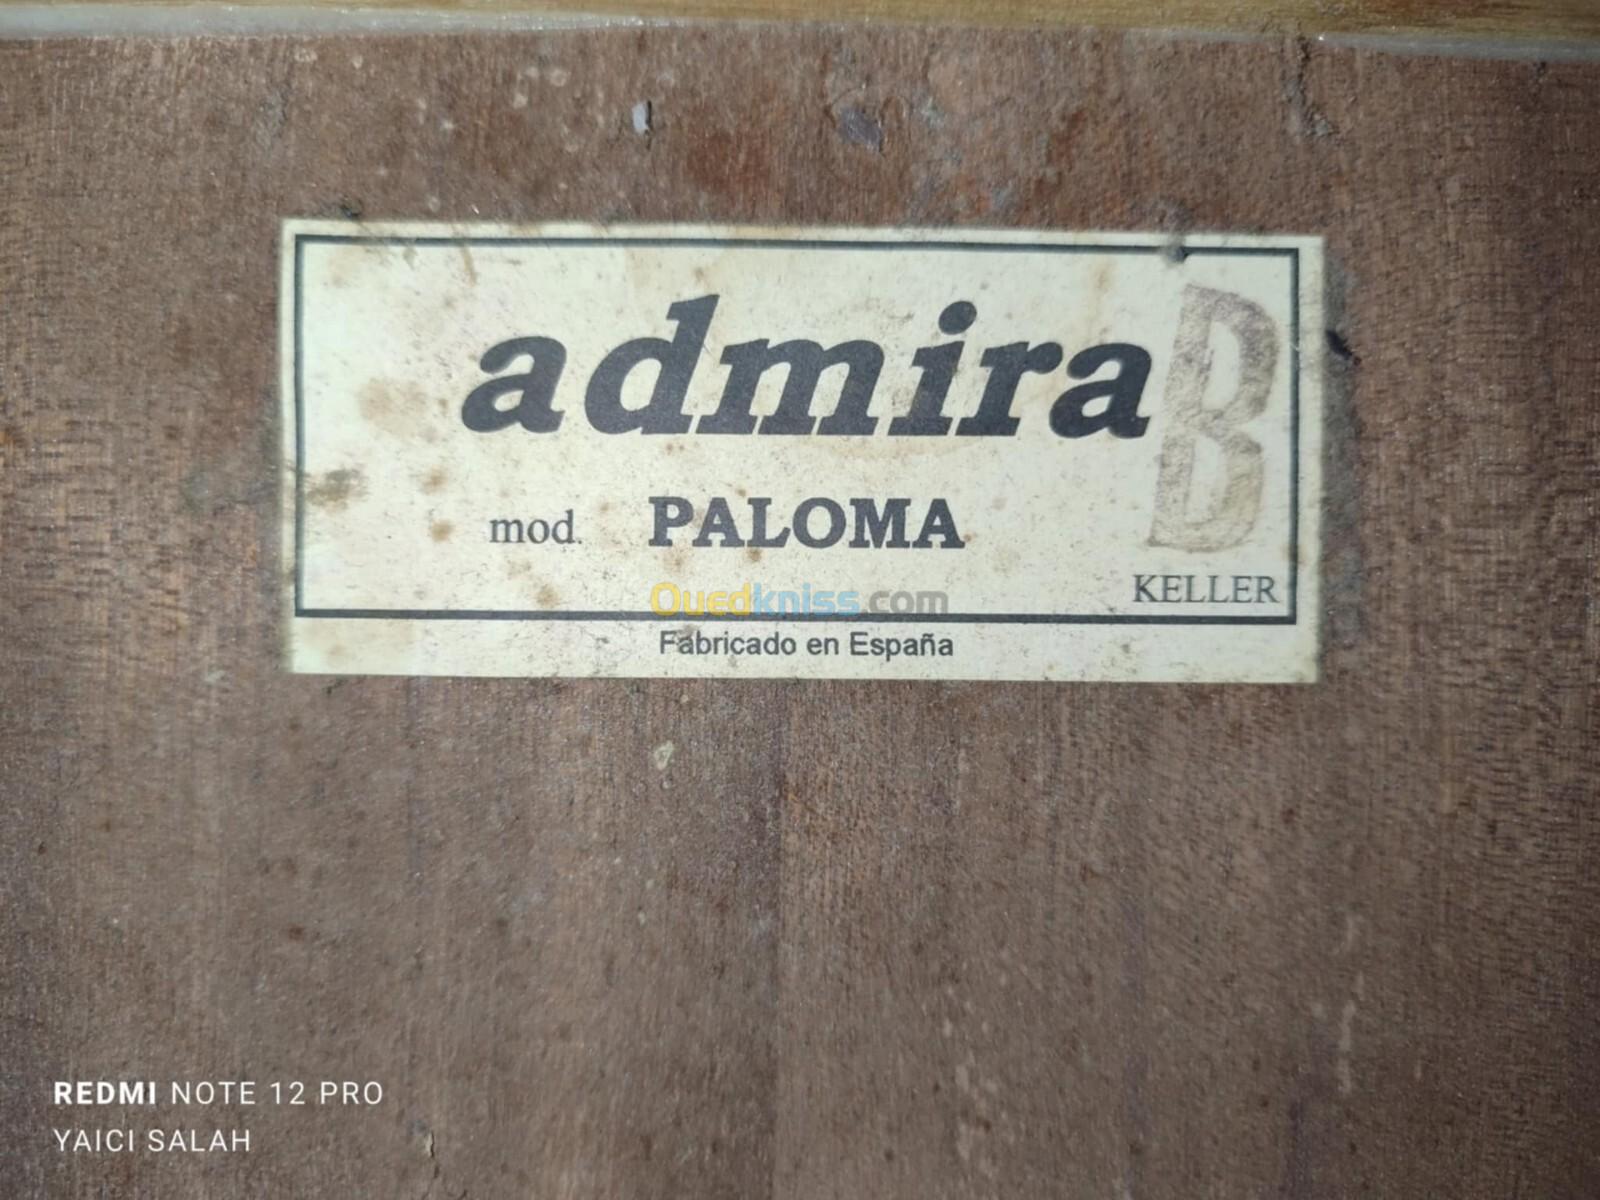 admira B
mod. PALOMA
KELLER
Ouedkniss.com
Fabricado en España
REDMI NOTE 12 PRO
YAICI SALAH